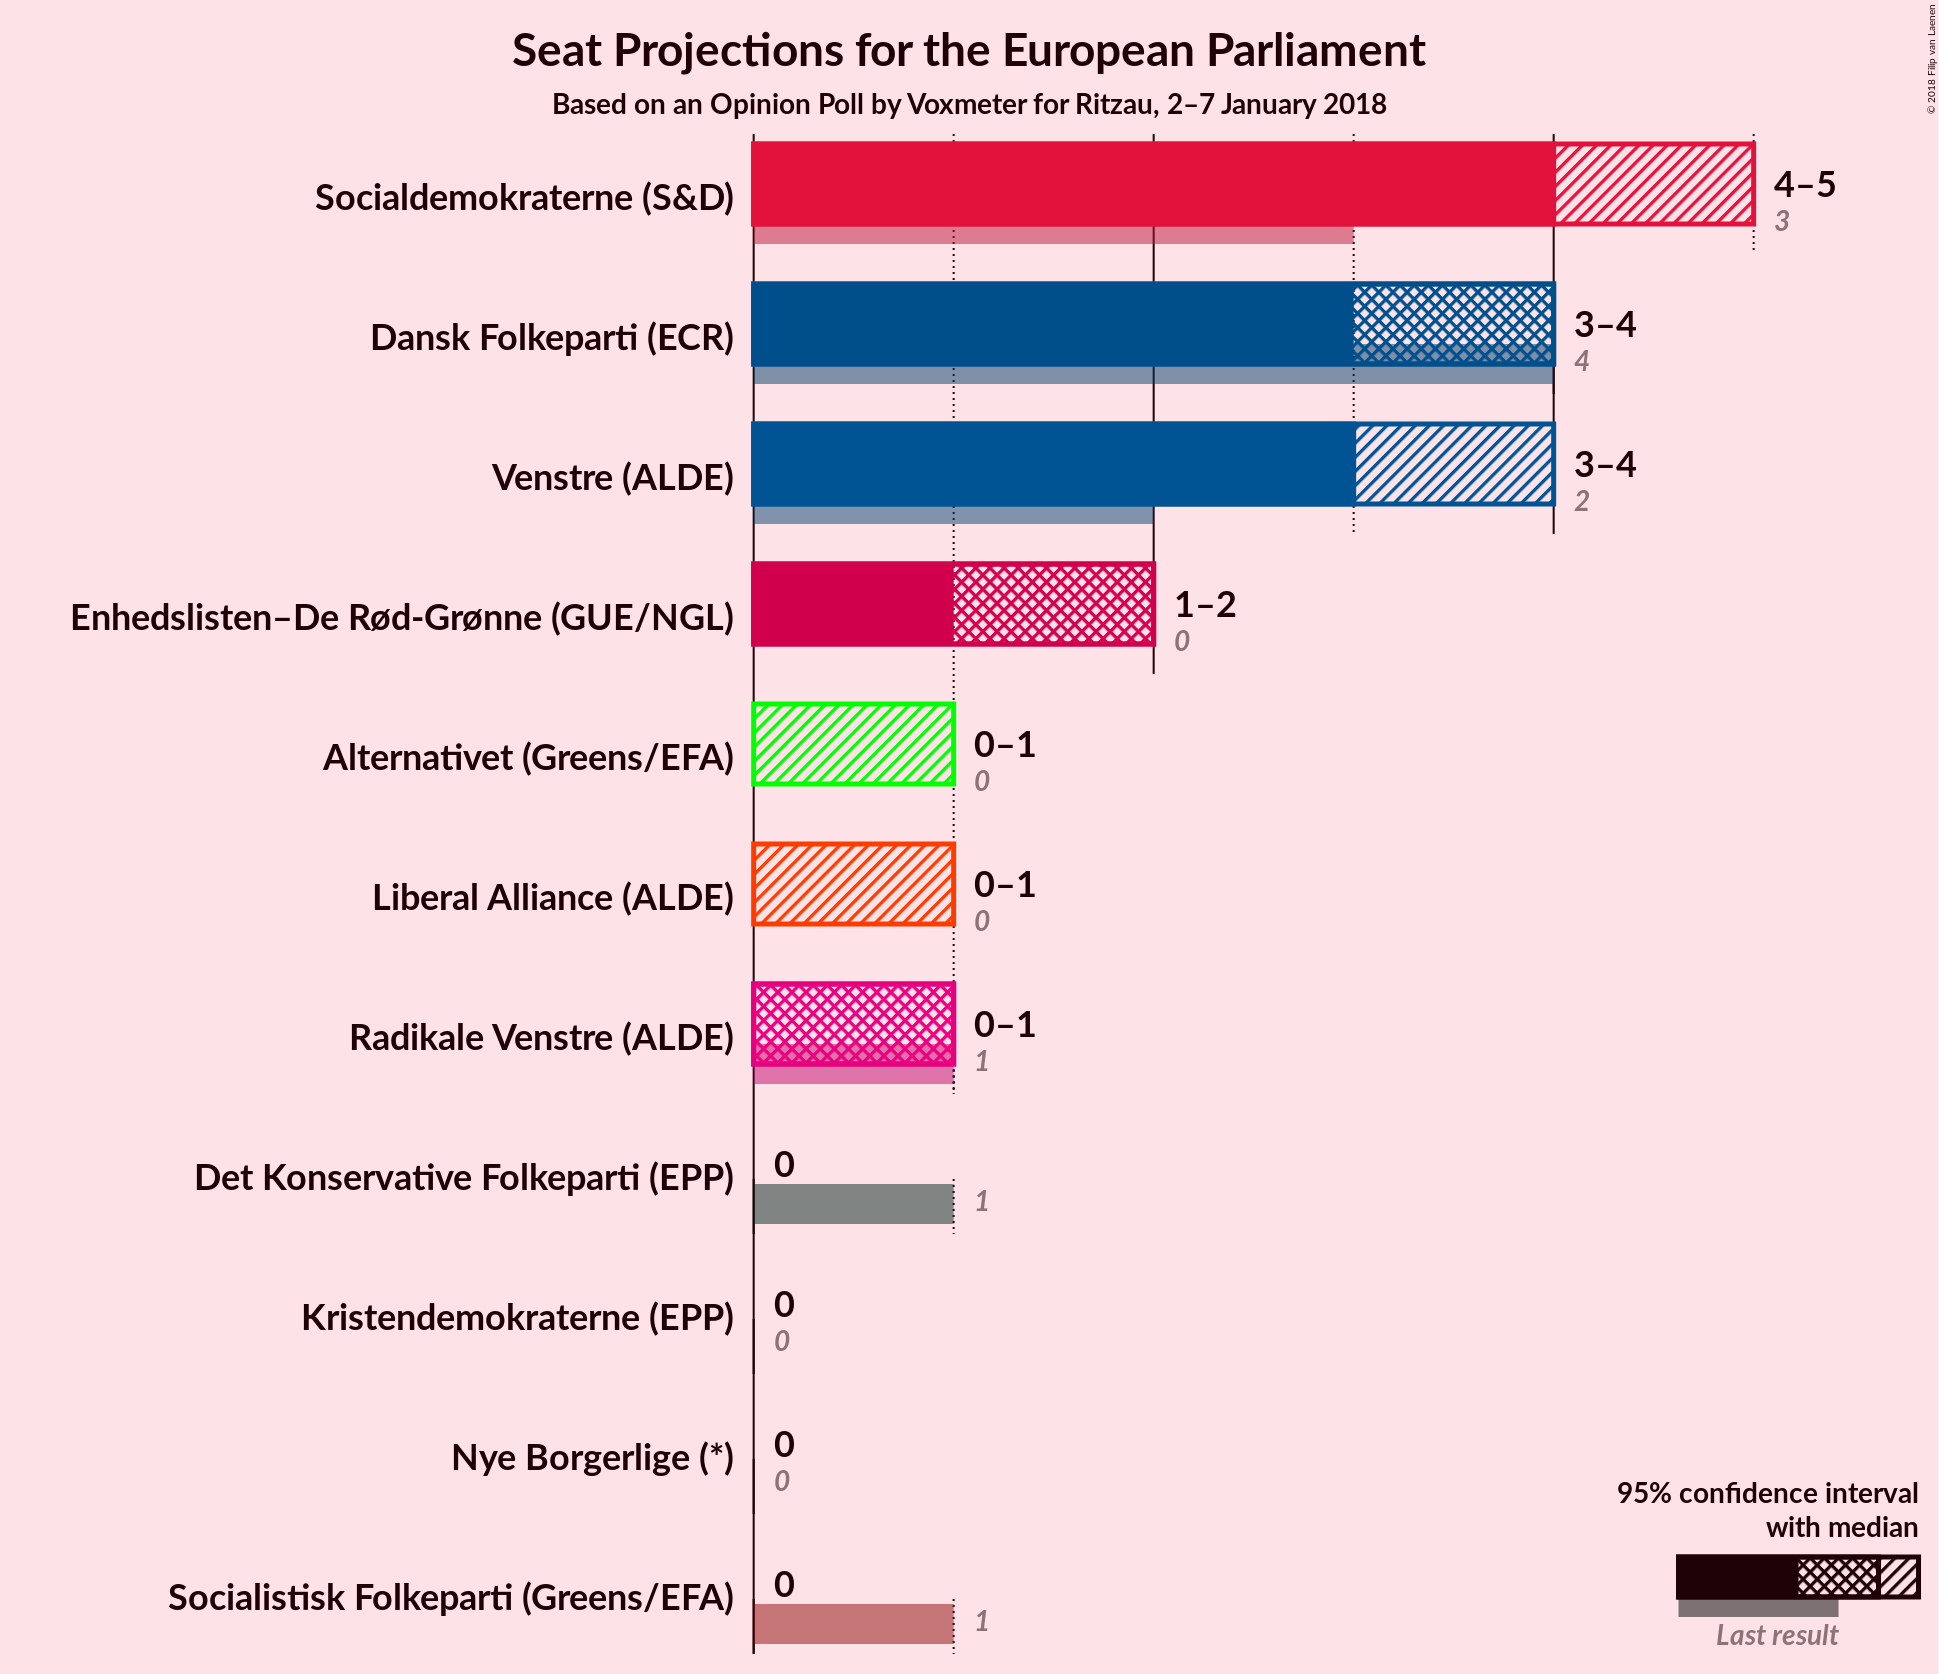 Seat Projections for the European Parliament
Based on an Opinion Poll by Voxmeter for Ritzau, 2–7 January 2018
© 2018 Filip van Laenen
Socialdemokraterne (S&D)
4–5
3
Dansk Folkeparti (ECR)
3–4
4
Venstre (ALDE)
3–4
2
Enhedslisten–De Rød-Grønne (GUE/NGL)
1–2
0
Alternativet (Greens/EFA)
0–1
0
Liberal Alliance (ALDE)
0–1
0
Radikale Venstre (ALDE)
0–1
1
Det Konservative Folkeparti (EPP)
0
1
Kristendemokraterne (EPP)
0
0
Nye Borgerlige (*)
0
0
Socialistisk Folkeparti (Greens/EFA)
0
1
95% confidence interval
with median
Last result